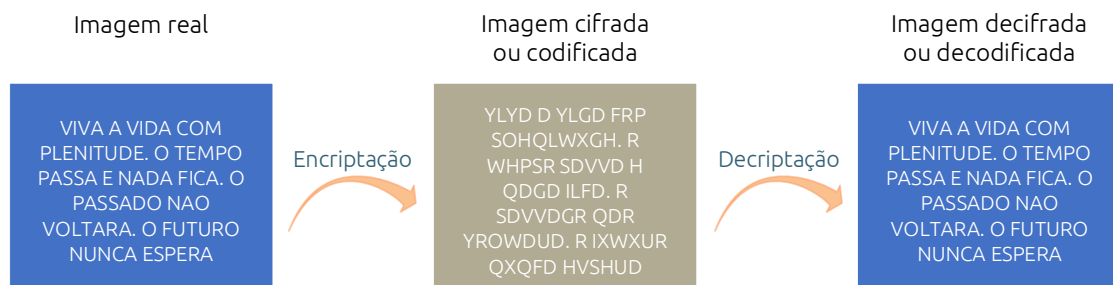 Imagem real
VIVA A VIDA COM
PLENITUDE. O TEMPO
PASSA E NADA FICA. O
PASSADO NAO
VOLTARA. O FUTURO
NUNCA ESPERA
Encriptação
Imagem cifrada
ou codificada
YLYD D YLGD FRP
SOHQLWXGH. R
WHPSR SDVVD H
QDGD ILFD. R
SDVVDGR QDR
YROWDUD. R IXWXUR
QXQFD HVSHUD
Decriptação
Imagem decifrada
ou decodificada
VIVA A VIDA COM
PLENITUDE. O TEMPO
PASSA E NADA FICA. O
PASSADO NAO
VOLTARA. O FUTURO
NUNCA ESPERA